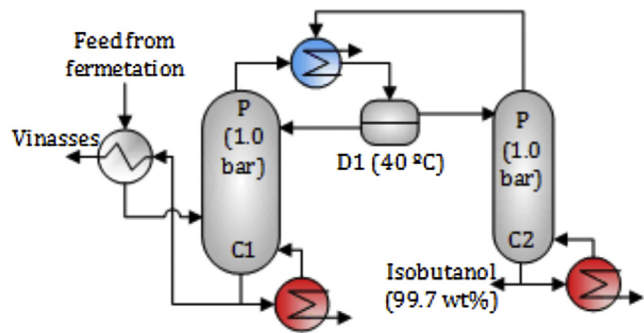 Feed from
fermetation
Vinasses
P
(1.0
bar)
C1
D1 (40 ºC)
P
(1.0
bar)
C2
Isobutanol
(99.7 wt%)